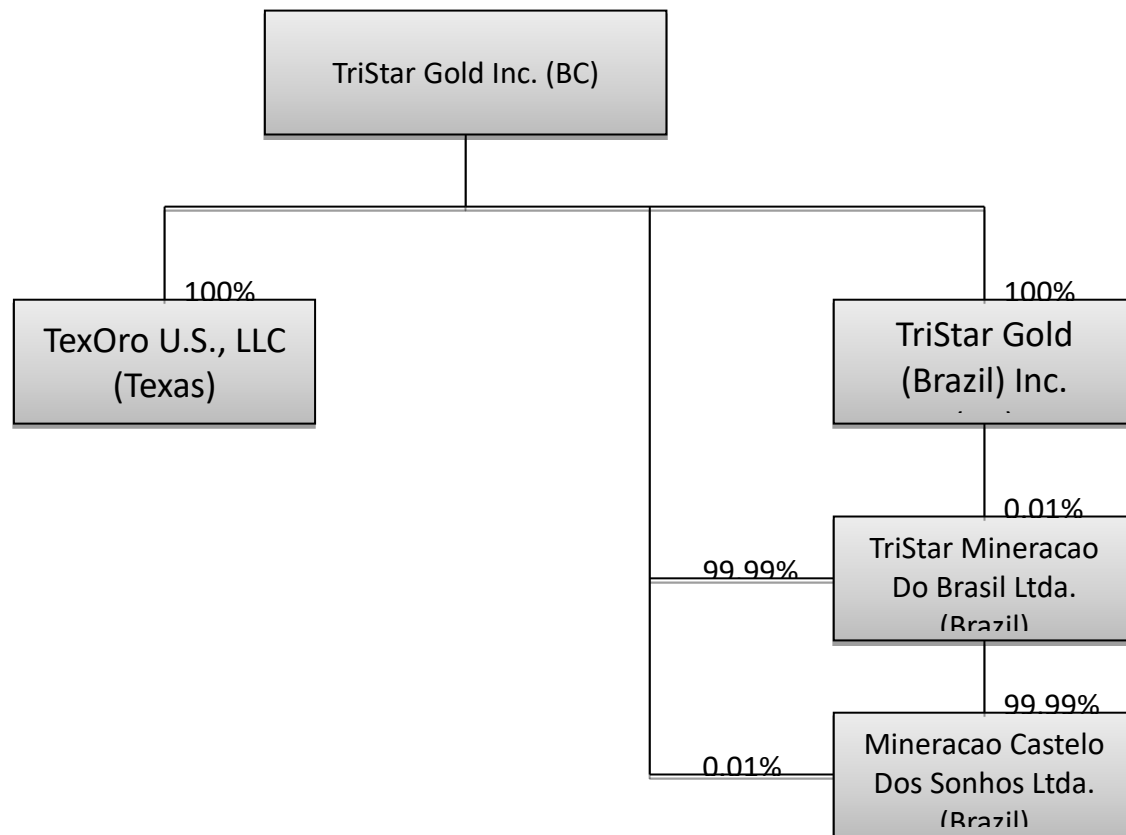 TriStar Gold Inc. (BC)
100%
100%
TexOro U.S., LLC
(Texas)
TriStar Gold
(Brazil) Inc.
0.01%
TriStar Mineracao
Do Brasil Ltda.
(Brazil)
99.99%
99.99%
Mineracao Castelo
Dos Sonhos Ltda.
(Brazil)
0.01%